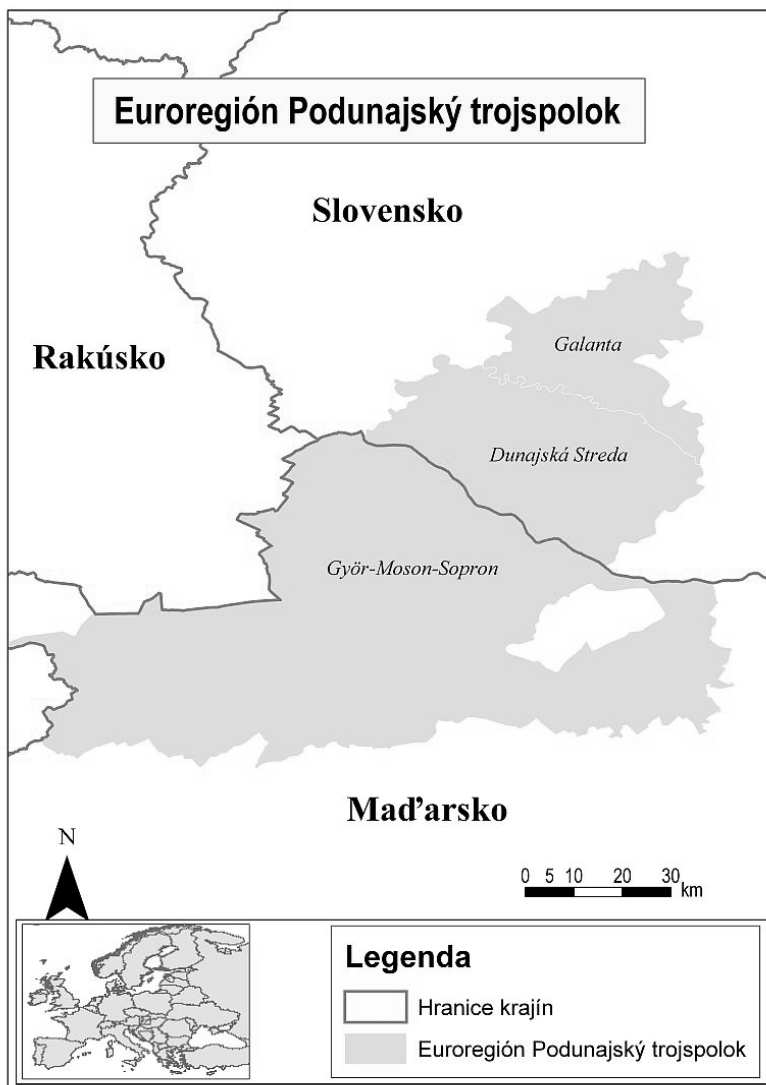 Euroregión Podunajský trojspolok
Slovensko
Rakúsko
Galanta
Dunajská Streda
Györ-Moson-Sopron
Maďarsko
N
0 5 10 20 30
km
Legenda
Hranice krajín
Euroregión Podunajský trojspolok